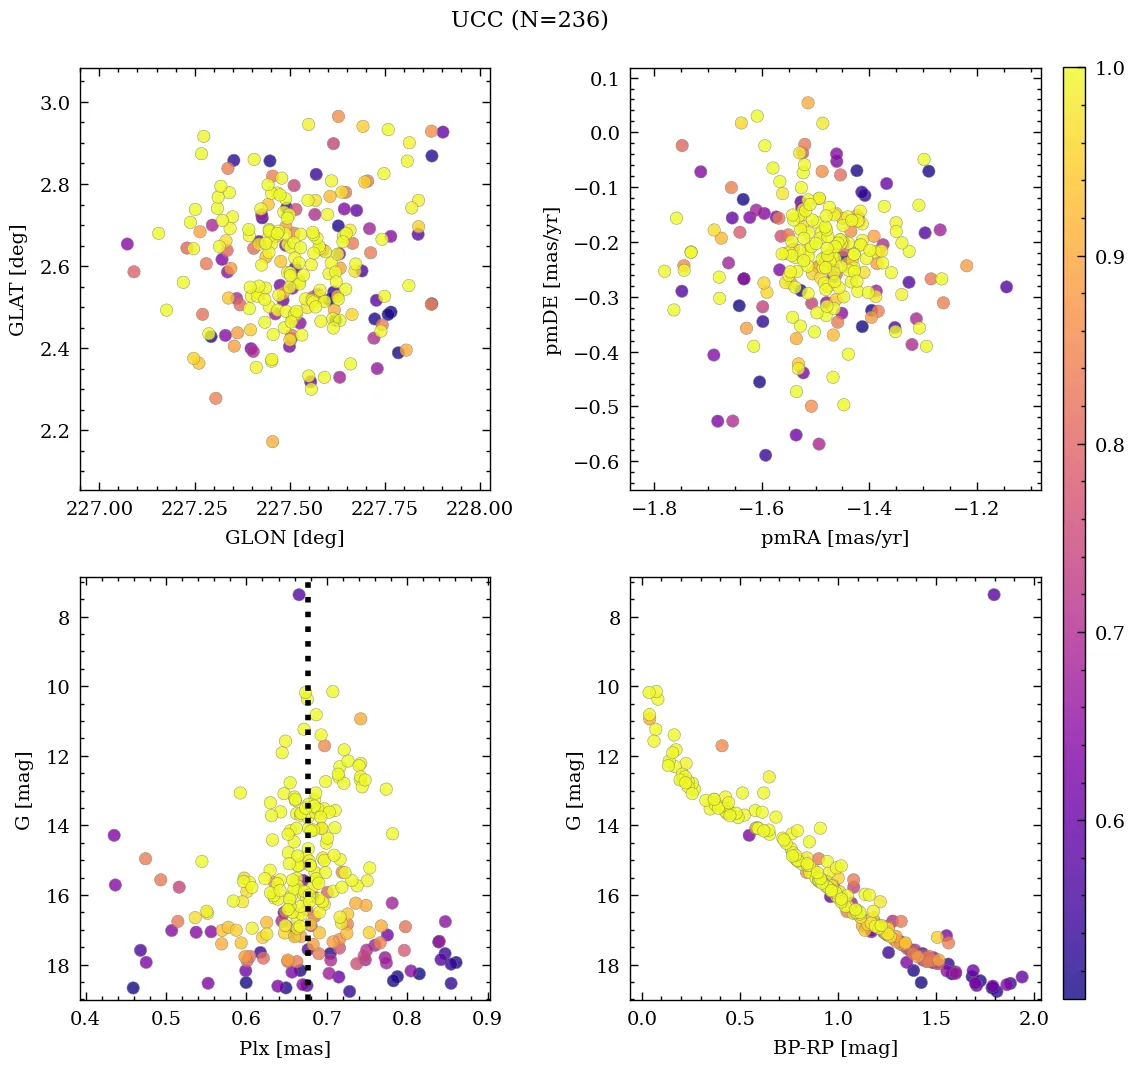 UCC (N=236)
3.0
2.8
2.6
2.4
2.2
GLAT [deg]
227.00 227.25 227.50 227.75 228.00
GLON [deg]
0.1
0.0
−0.1
−0.2
−0.3
−0.4
−0.5
−0.6
pmDE [mas/yr]
−1.8 −1.6 −1.4 −1.2
pmRA [mas/yr]
1.0
0.9
0.8
0.7
0.6
8
10
12
14
16
18
G [mag]
0.4 0.5 0.6 0.7 0.8 0.9
Plx [mas]
8
10
12
14
16
18
G [mag]
0.0 0.5 1.0 1.5 2.0
BP-RP [mag]